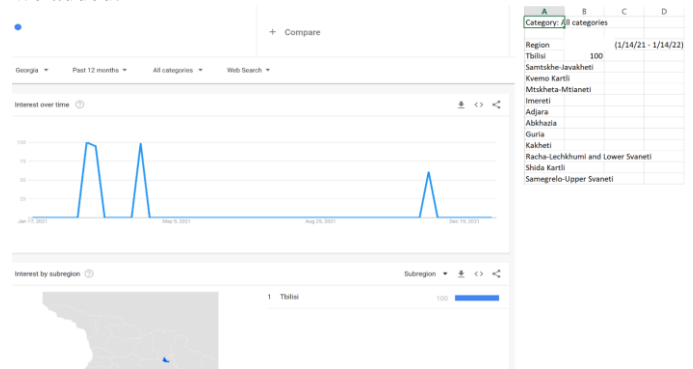 + Compare
Georgia Past 12 months All categories Web Search
Interest over time
100
75
50
25
Jan 17, 2021 May 9, 2021 Aug 29, 2021 Dec 19, 2021
Interest by subregion Subregion
1 Tbilisi 100
A B C D
Category: All categories
Region (1/14/21 - 1/14/22)
Tbilisi 100
Samtskhe-Javakheti
Kvemo Kartli
Mtskheta-Mtianeti
Imereti
Adjara
Abkhazia
Guria
Kakheti
Racha-Lechkhumi and Lower Svaneti
Shida Kartli
Samegrelo-Upper Svaneti